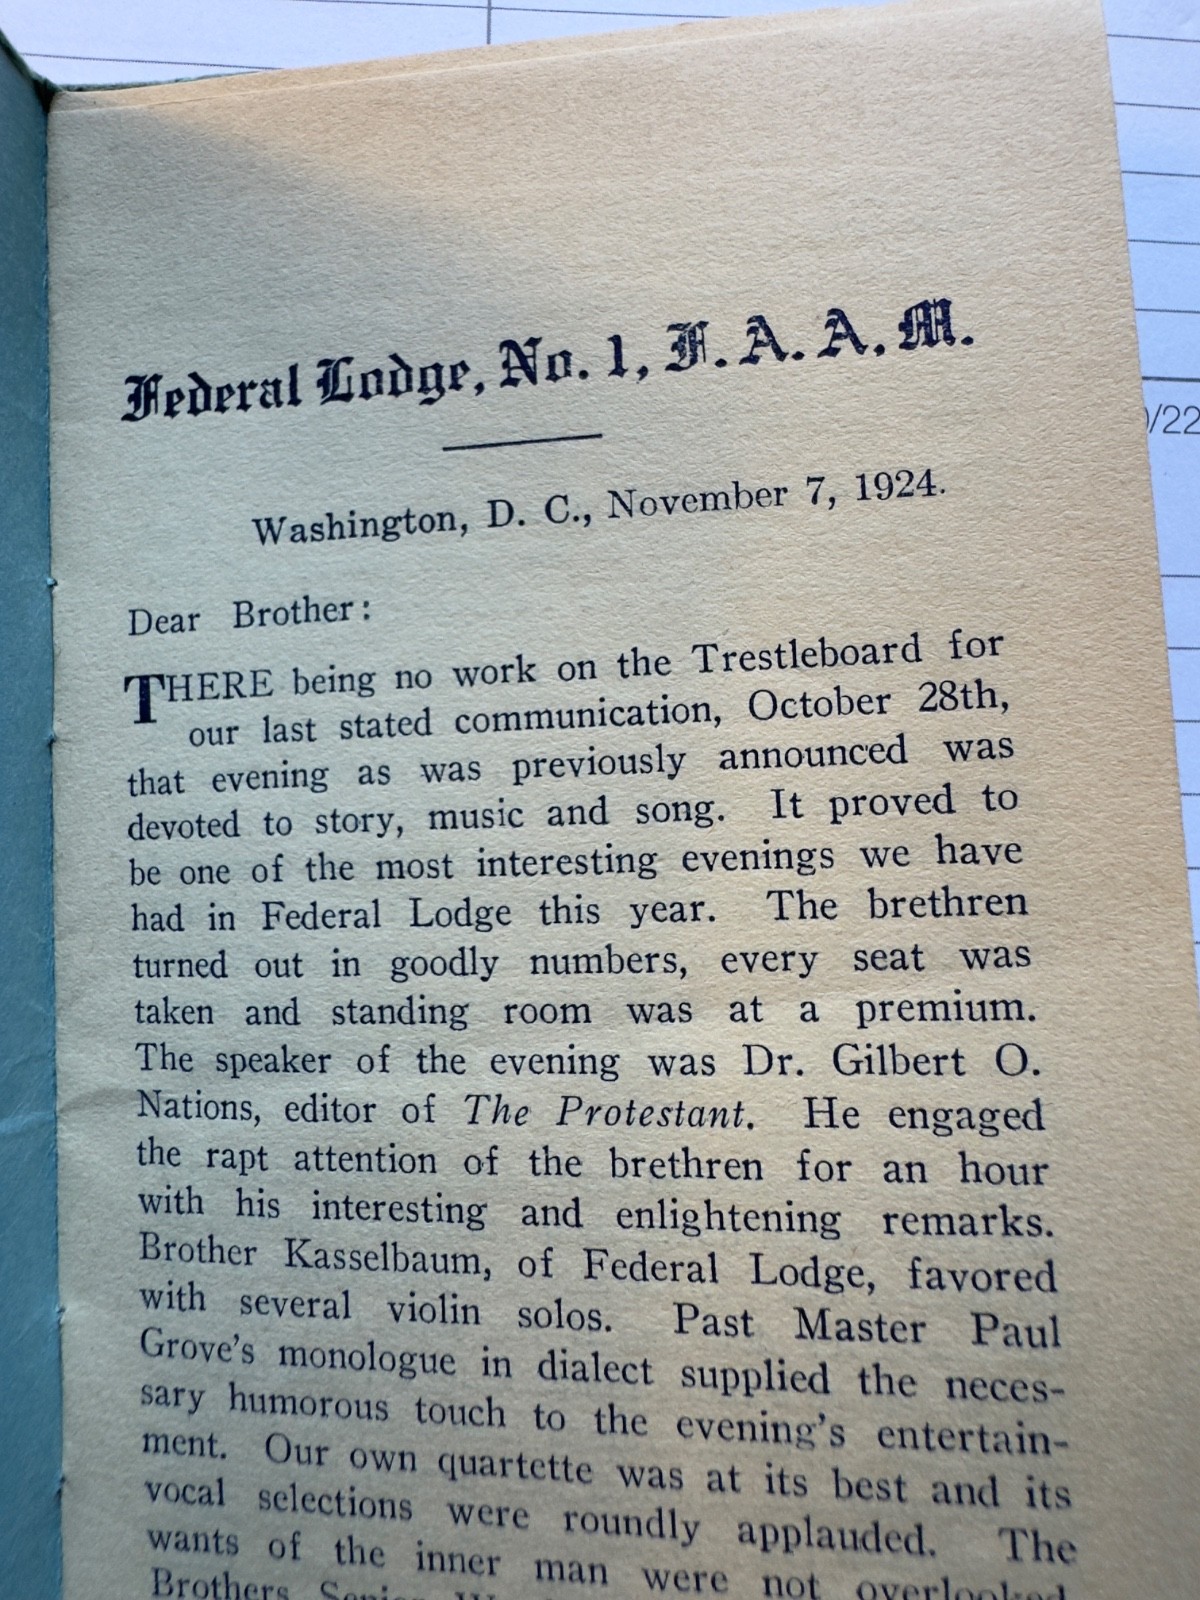 Federal Lodge, No. 1, F. A. A. M.
Washington, D. C., November 7, 1924.
Dear Brother:
THERE being no work on the Trestleboard for
our last stated communication, October 28th,
that evening as was previously announced was
devoted to story, music and song. It proved to
be one of the most interesting evenings we have
had in Federal Lodge this year. The brethren
turned out in goodly numbers, every seat was
taken and standing room was at a premium.
The speaker of the evening was Dr. Gilbert O.
Nations, editor of The Protestant. He engaged
the rapt attention of the brethren for an hour
with his interesting and enlightening remarks.
Brother Kasselbaum, of Federal Lodge, favored
with several violin solos. Past Master Paul
Grove's monologue in dialect supplied the neces-
sary humorous touch to the evening's entertain-
ment. Our own quartette was at its best and its
vocal selections were roundly applauded. The
wants of the inner man were not overlooked
Brothers Senior
/22